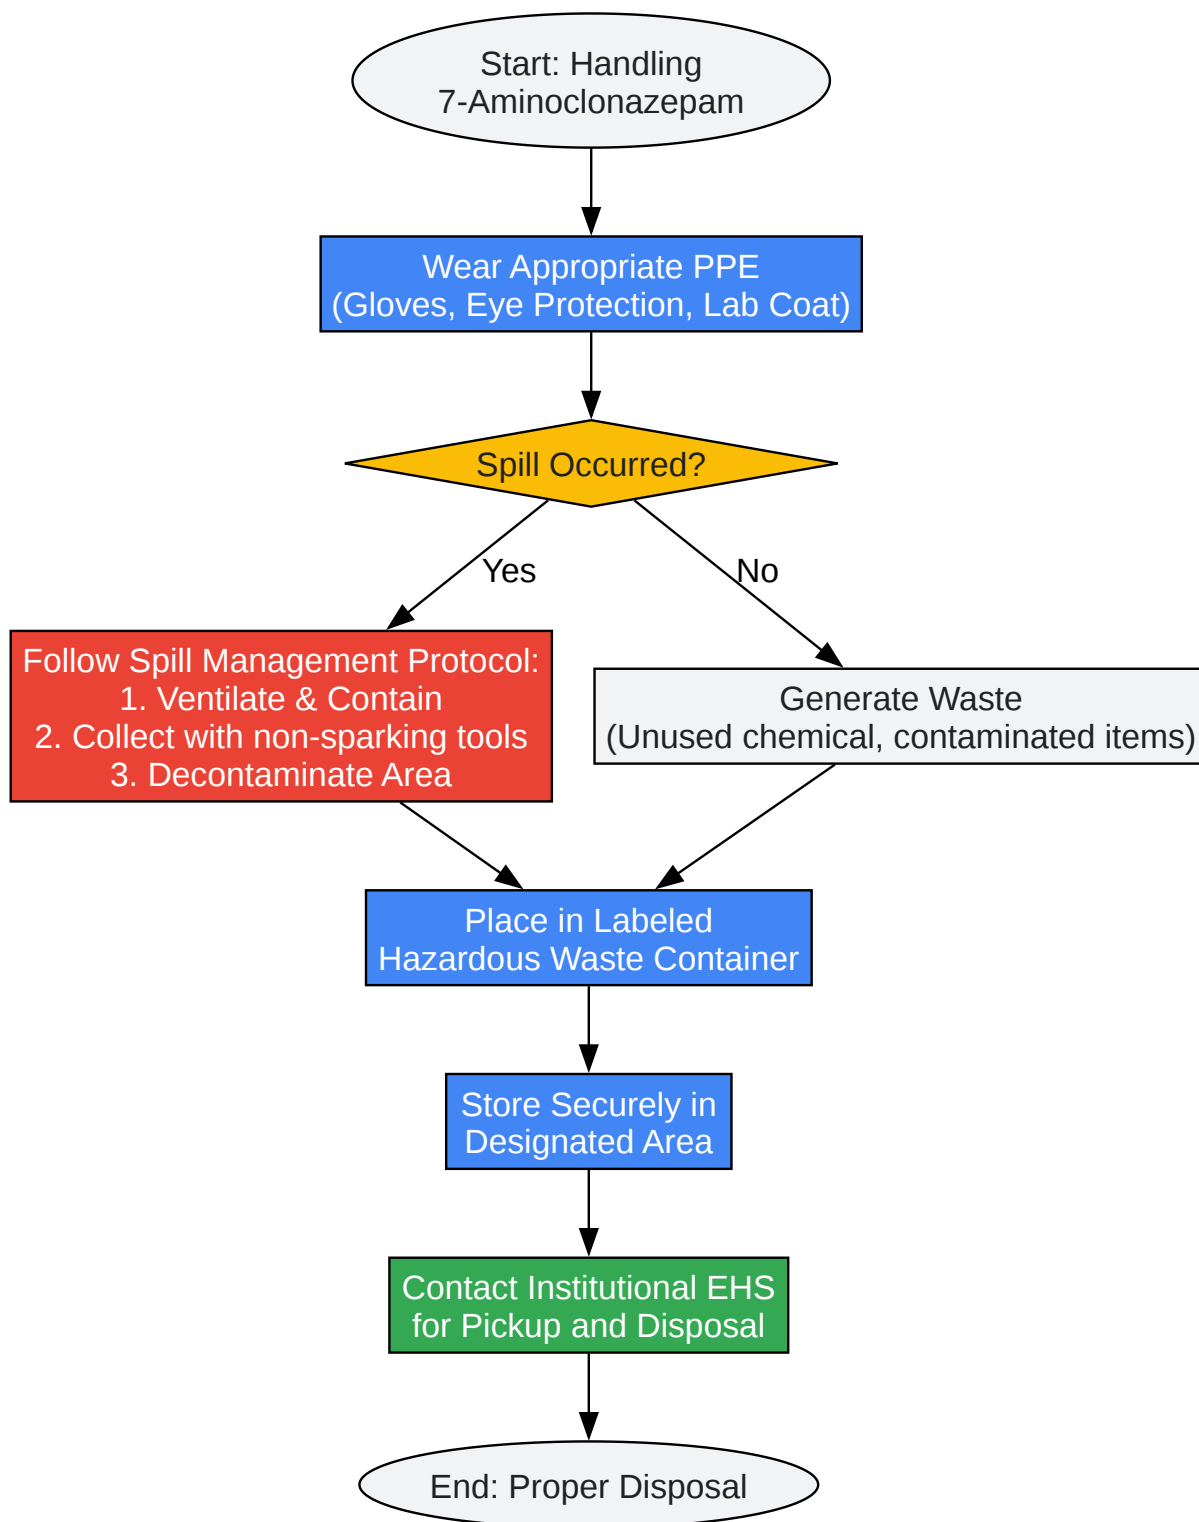 Start: Handling
7-Aminoclonazepam
Wear Appropriate PPE
(Gloves, Eye Protection, Lab Coat)
Spill Occurred?
Yes
No
Follow Spill Management Protocol:
1. Ventilate & Contain
2. Collect with non-sparking tools
3. Decontaminate Area
Generate Waste
(Unused chemical, contaminated items)
Place in Labeled
Hazardous Waste Container
Store Securely in
Designated Area
Contact Institutional EHS
for Pickup and Disposal
End: Proper Disposal